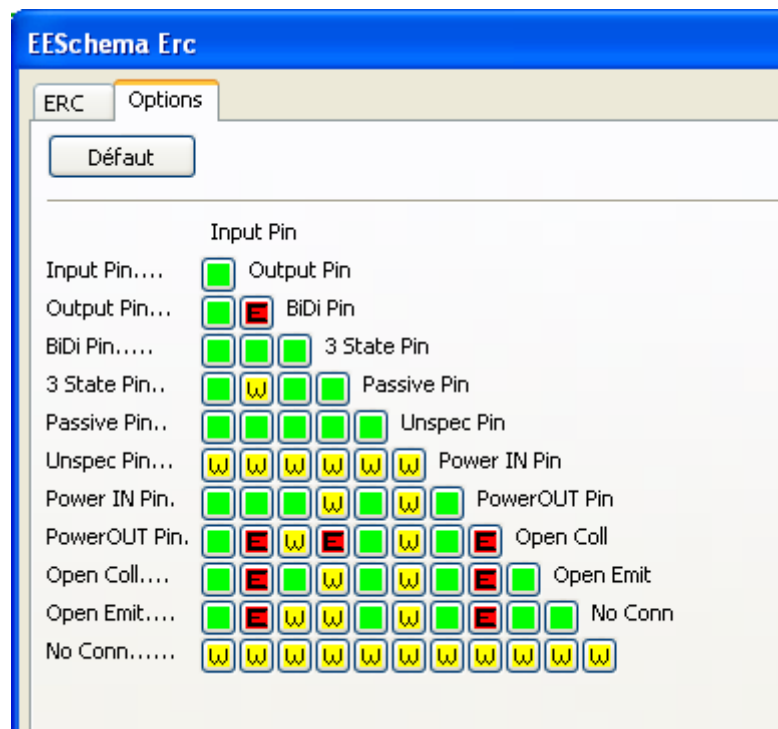 EESchema Erc
ERC Options
Défaut
Input Pin
Input Pin.... Output Pin
Output Pin... E BiDi Pin
BiDi Pin..... 3 State Pin
3 State Pin.. W Passive Pin
Passive Pin.. Unspec Pin
Unspec Pin... W W W W W W Power IN Pin
Power IN Pin. W W PowerOUT Pin
PowerOUT Pin. E W E W E Open Coll
Open Coll.... E W W E Open Emit
Open Emit.... E W W W E No Conn
No Conn...... W W W W W W W W W W W